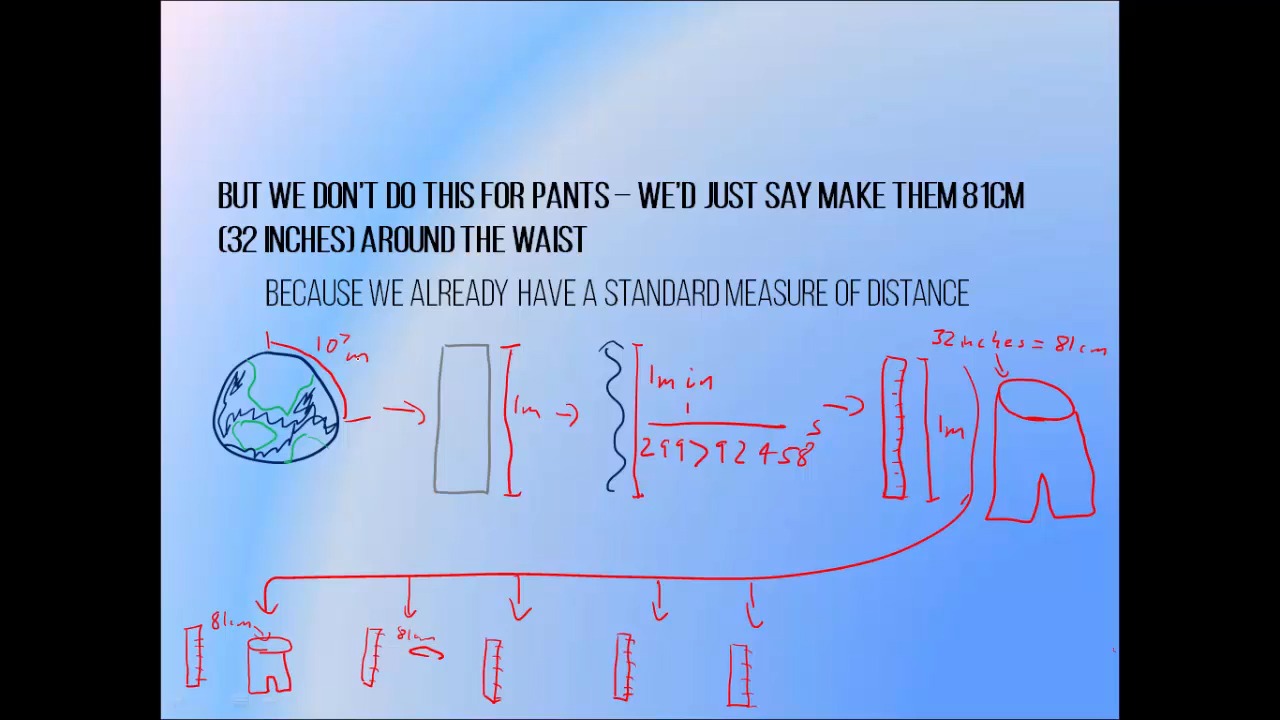 BUT WE DON'T DO THIS FOR PANTS – WE'D JUST SAY MAKE THEM 81CM
(32 INCHES) AROUND THE WAIST
BECAUSE WE ALREADY HAVE A STANDARD MEASURE OF DISTANCE
10⁷m
1m
1m in
1
299792458 s
1m
32 inches = 81cm
81cm
81cm